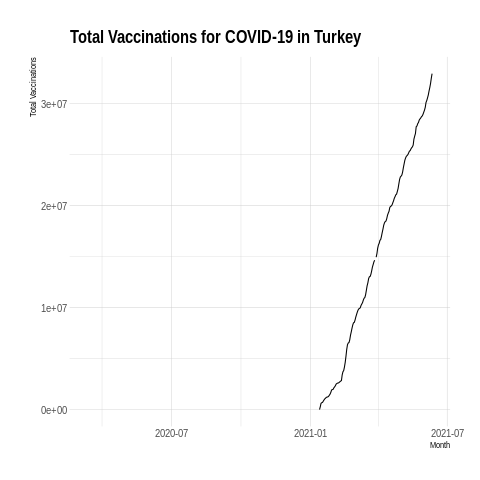 Total Vaccinations for COVID-19 in Turkey
Total Vaccinations
3e+07
2e+07
1e+07
0e+00
2020-07
2021-01
2021-07
Month